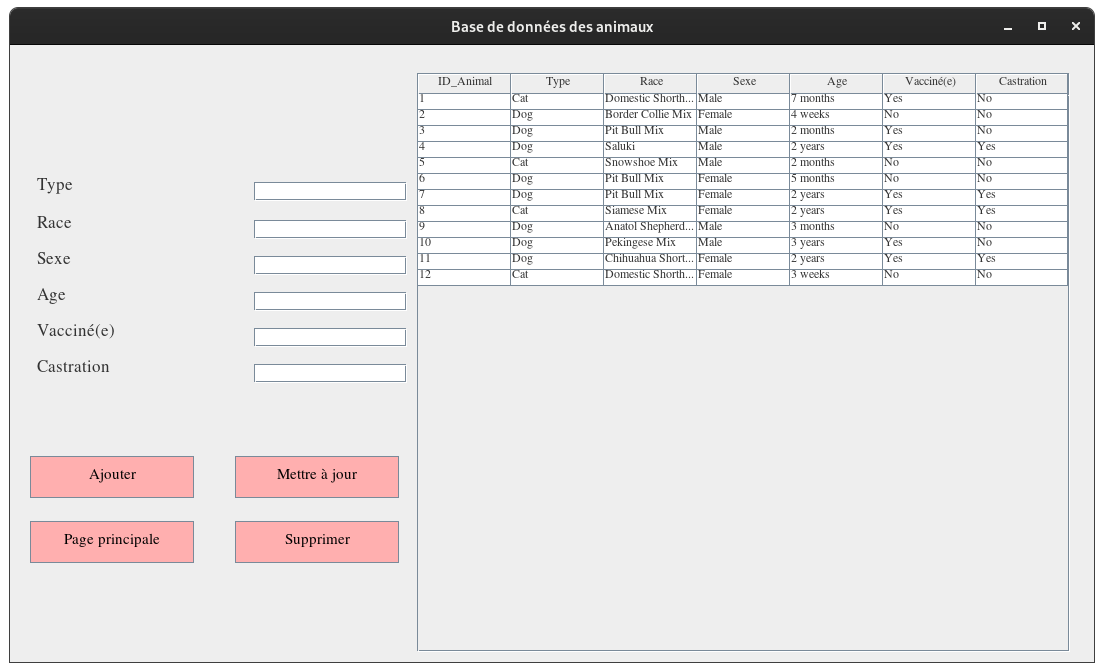 Base de données des animaux
Type
Race
Sexe
Age
Vacciné(e)
Castration
Ajouter
Mettre à jour
Page principale
Supprimer
ID_Animal Type Race Sexe Age Vacciné(e) Castration
1 Cat Domestic Shorth... Male 7 months Yes No
2 Dog Border Collie Mix Female 4 weeks No No
3 Dog Pit Bull Mix Male 2 months Yes No
4 Dog Saluki Male 2 years Yes Yes
5 Cat Snowshoe Mix Male 2 months No No
6 Dog Pit Bull Mix Female 5 months No No
7 Dog Pit Bull Mix Female 2 years Yes Yes
8 Cat Siamese Mix Female 2 years Yes Yes
9 Dog Anatol Shepherd... Male 3 months No No
10 Dog Pekingese Mix Male 3 years Yes No
11 Dog Chihuahua Short... Female 2 years Yes Yes
12 Cat Domestic Shorth... Female 3 weeks No No